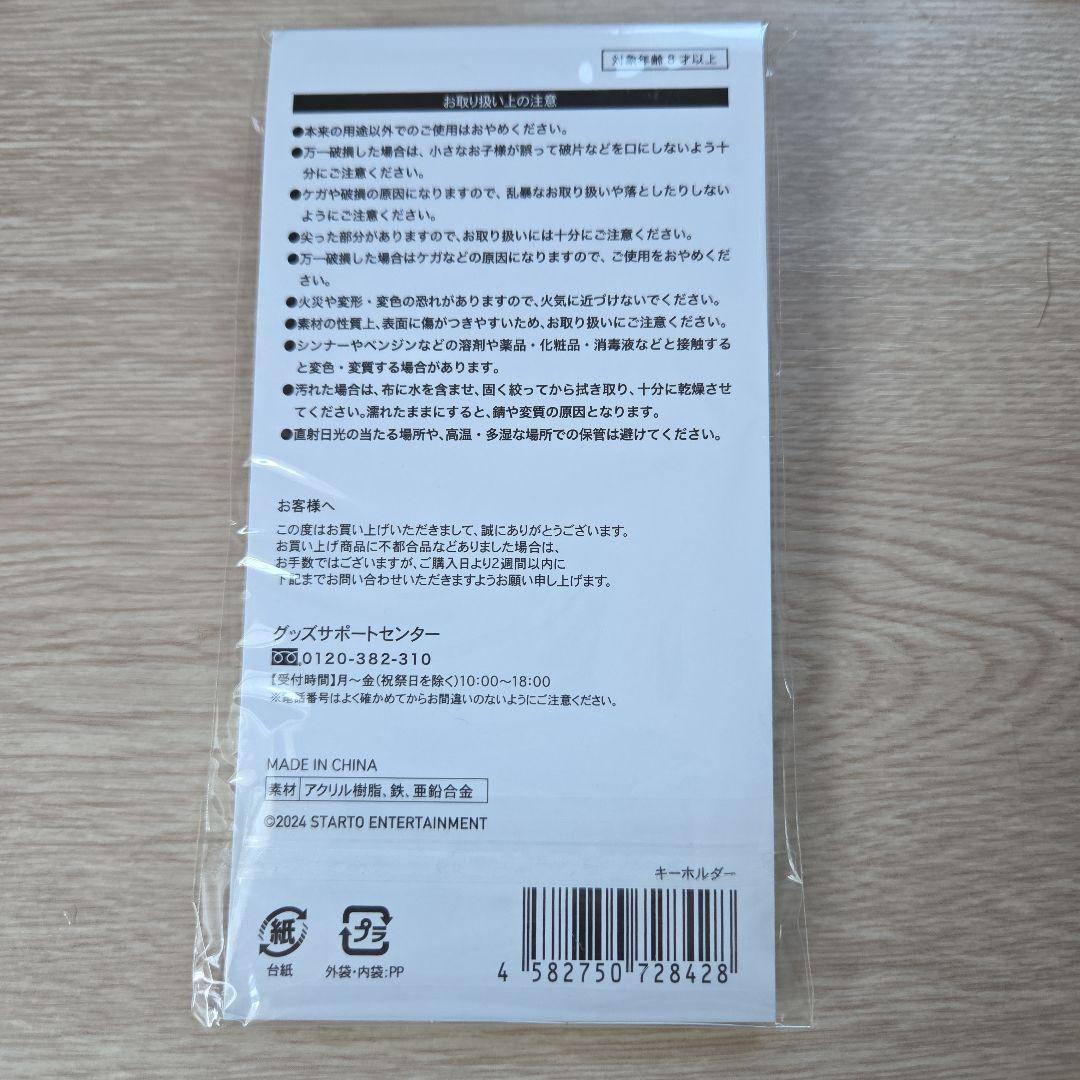 対象年齢8才以上
お取り扱い上の注意
●本来の用途以外でのご使用はおやめください。
●万一破損した場合は、小さなお子様が誤って破片などを口にしないよう十
分にご注意ください。
●ケガや破損の原因になりますので、乱暴なお取り扱いや落としたりしない
ようにご注意ください。
●尖った部分がありますので、お取り扱いには十分にご注意ください。
●万一破損した場合はケガなどの原因になりますので、ご使用をおやめくだ
さい。
●火災や変形・変色の恐れがありますので、火気に近づけないでください。
●素材の性質上、表面に傷がつきやすいため、お取り扱いにご注意ください。
●シンナーやベンジンなどの溶剤や薬品・化粧品・消毒液などと接触する
と変色・変質する場合があります。
●汚れた場合は、布に水を含ませ、固く絞ってから拭き取り、十分に乾燥させ
てください。濡れたままにすると、錆や変質の原因となります。
●直射日光の当たる場所や、高温・多湿な場所での保管は避けてください。
お客様へ
この度はお買い上げいただきまして、誠にありがとうございます。
お買い上げ商品に不都合品などありました場合は、
お手数ではございますが、ご購入日より2週間以内に
下記までお問い合わせいただきますようお願い申し上げます。
グッズサポートセンター
0120-382-310
【受付時間】月～金(祝祭日を除く)10:00～18:00
※電話番号はよく確かめてからお間違いのないようにご注意ください。
MADE IN CHINA
素材 アクリル樹脂、鉄、亜鉛合金
©2024 STARTO ENTERTAINMENT
キーホルダー
紙
台紙
プラ
外袋・内袋:PP
4 582750 728428